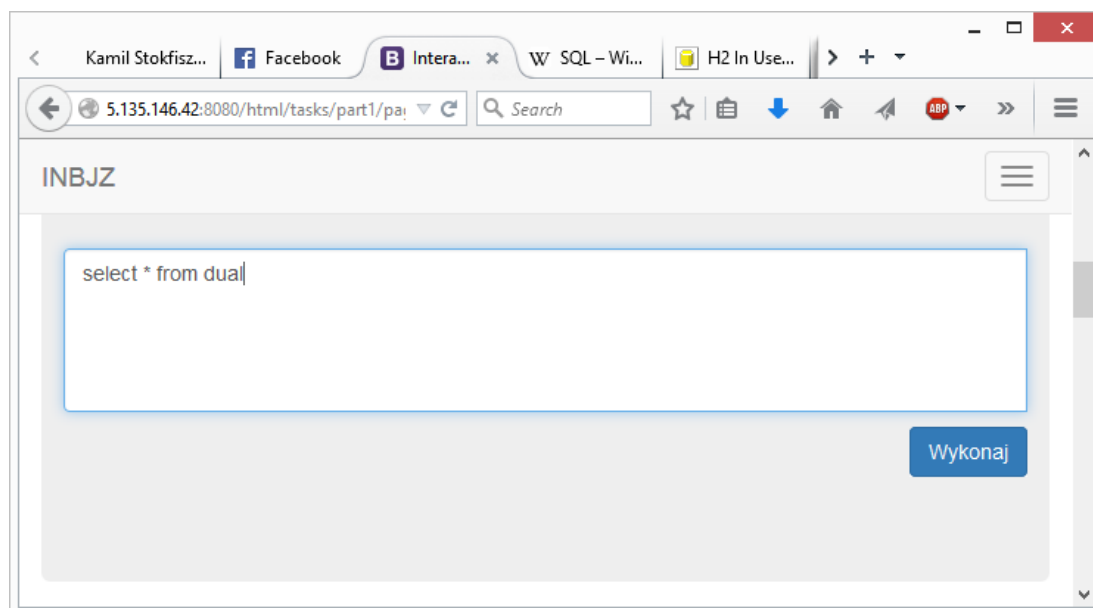 Kamil Stokfisz... Facebook B Intera... W SQL – Wi... H2 In Use...
5.135.146.42:8080/html/tasks/part1/pa Search ABP
INBJZ
select * from dual
Wykonaj